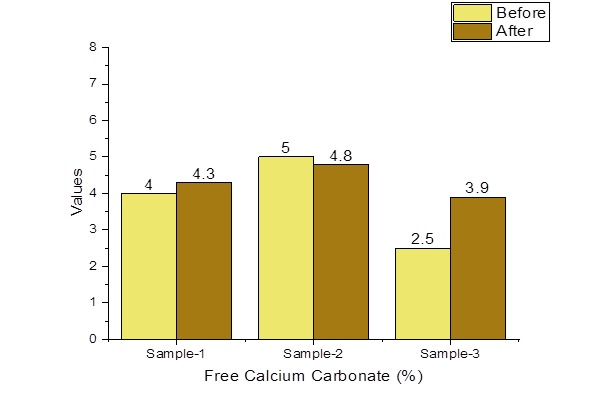 Before
After
8
7
6
5
4
3
2
1
0
Values
4
4.3
5
4.8
2.5
3.9
Sample-1
Sample-2
Sample-3
Free Calcium Carbonate (%)